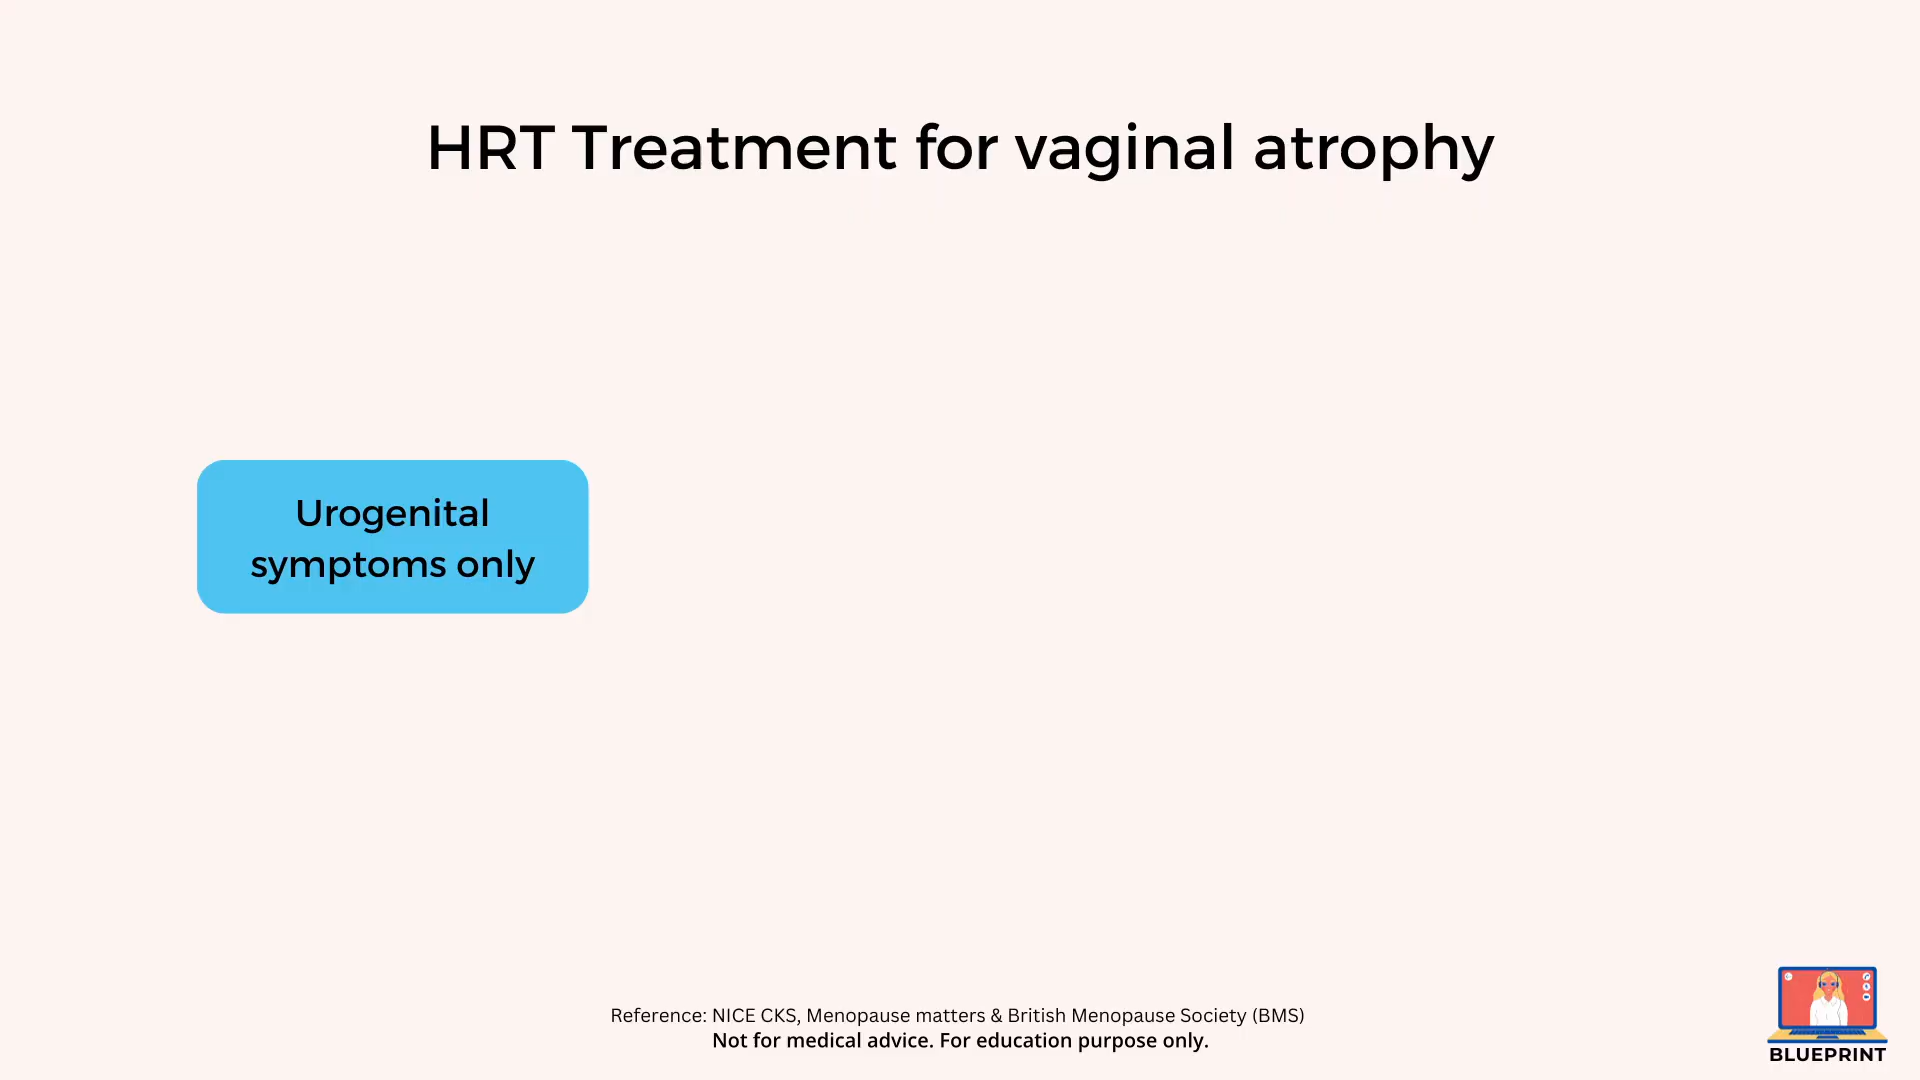 HRT Treatment for vaginal atrophy
Urogenital
symptoms only
Reference: NICE CKS, Menopause matters & British Menopause Society (BMS)
Not for medical advice. For education purpose only.
BLUEPRINT